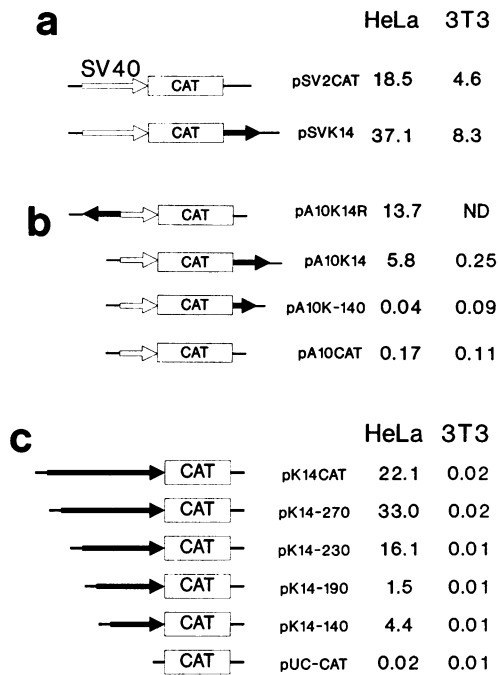 a
HeLa 3T3
SV40
CAT pSV2CAT 18.5 4.6
CAT pSVK14 37.1 8.3
b
CAT pA10K14R 13.7 ND
CAT pA10K14 5.8 0.25
CAT pA10K-140 0.04 0.09
CAT pA10CAT 0.17 0.11
c
HeLa 3T3
CAT pK14CAT 22.1 0.02
CAT pK14-270 33.0 0.02
CAT pK14-230 16.1 0.01
CAT pK14-190 1.5 0.01
CAT pK14-140 4.4 0.01
CAT pUC-CAT 0.02 0.01